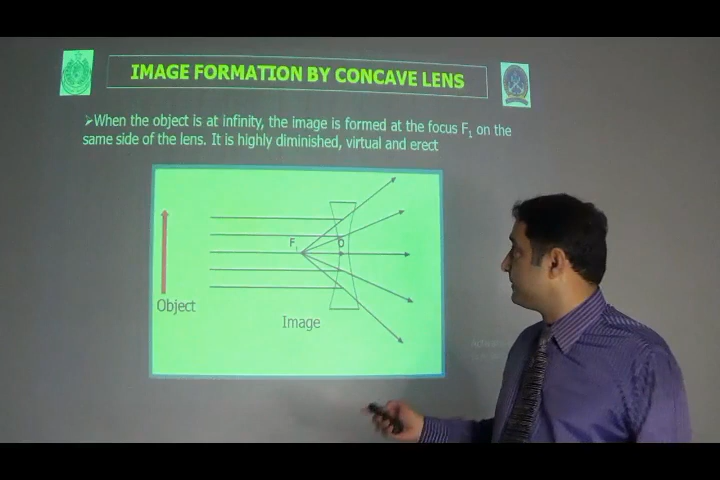 IMAGE FORMATION BY CONCAVE LENS
➢When the object is at infinity, the image is formed at the focus F₁ on the
same side of the lens. It is highly diminished, virtual and erect
F₁
O
Object
Image